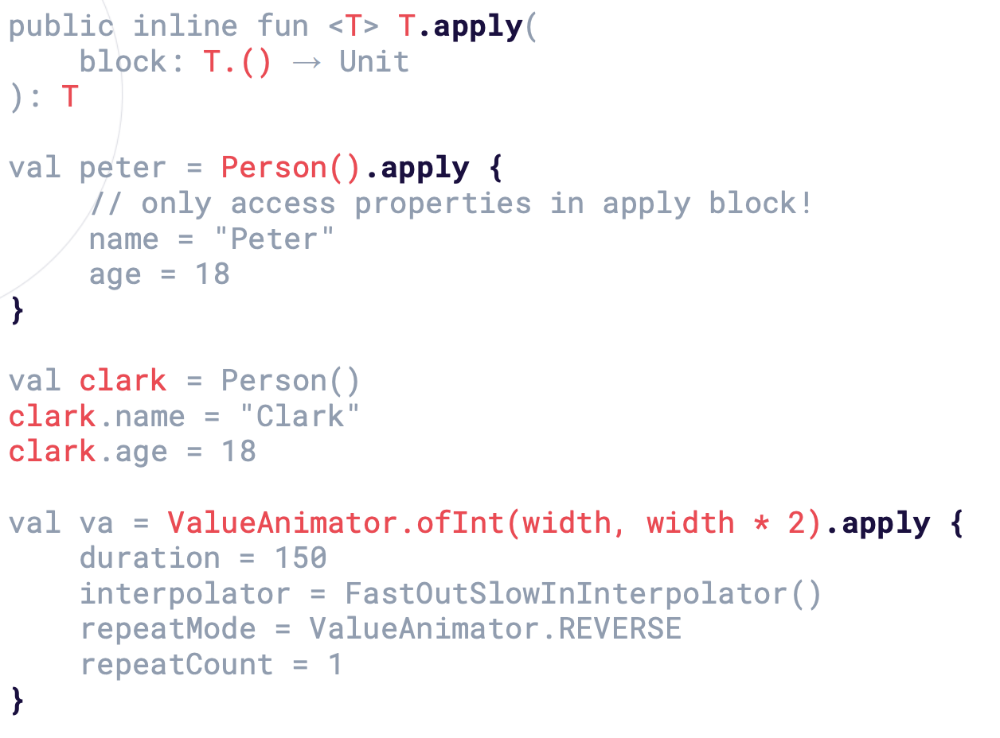 public inline fun <T> T.apply(
    block: T.() → Unit
): T

val peter = Person().apply {
    // only access properties in apply block!
    name = "Peter"
    age = 18
}

val clark = Person()
clark.name = "Clark"
clark.age = 18

val va = ValueAnimator.ofInt(width, width * 2).apply {
    duration = 150
    interpolator = FastOutSlowInInterpolator()
    repeatMode = ValueAnimator.REVERSE
    repeatCount = 1
}